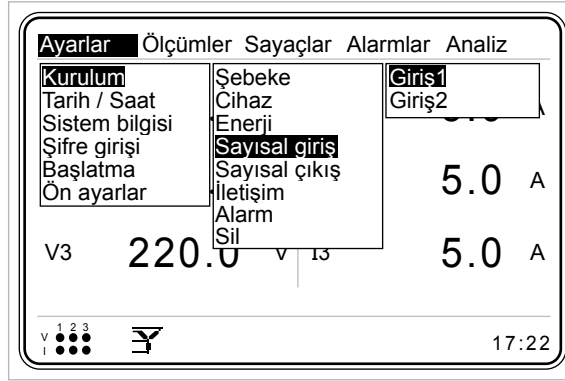 Ayarlar Ölçümler Sayaçlar Alarmlar Analiz
Kurulum
Tarih / Saat
Sistem bilgisi
Şifre girişi
Başlatma
Ön ayarlar
Şebeke
Cihaz
Enerji
Sayısal giriş
Sayısal çıkış
İletişim
Alarm
Sil
Giriş1
Giriş2
5.0 A
V3 220.0 V I3 5.0 A
1 2 3
V
I
17:22